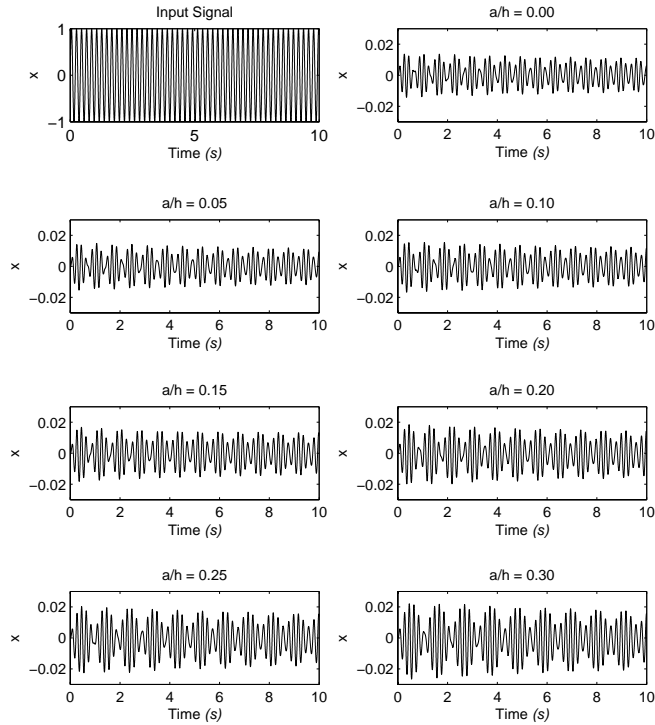 Input Signal
1
0
−1
x
0
5
10
Time (s)
a/h = 0.00
0.02
0
−0.02
x
0 2 4 6 8 10
Time (s)
a/h = 0.05
0.02
0
−0.02
x
0 2 4 6 8 10
Time (s)
a/h = 0.10
0.02
0
−0.02
x
0 2 4 6 8 10
Time (s)
a/h = 0.15
0.02
0
−0.02
x
0 2 4 6 8 10
Time (s)
a/h = 0.20
0.02
0
−0.02
x
0 2 4 6 8 10
Time (s)
a/h = 0.25
0.02
0
−0.02
x
0 2 4 6 8 10
Time (s)
a/h = 0.30
0.02
0
−0.02
x
0 2 4 6 8 10
Time (s)